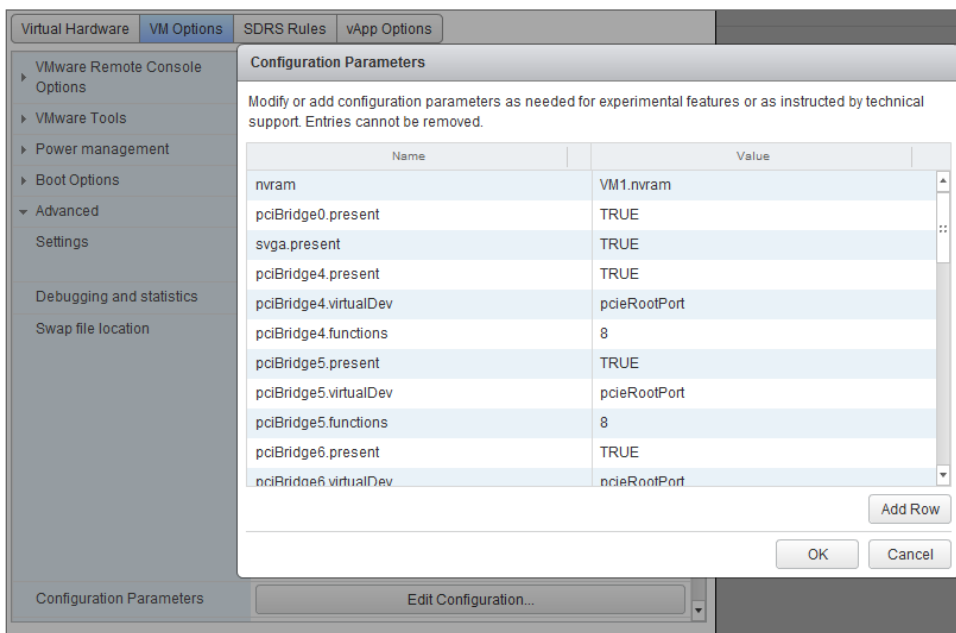 Virtual Hardware VM Options SDRS Rules vApp Options
VMware Remote Console
Options
VMware Tools
Power management
Boot Options
Advanced
Settings
Debugging and statistics
Swap file location
Configuration Parameters
Modify or add configuration parameters as needed for experimental features or as instructed by technical
support. Entries cannot be removed.
Name Value
nvram VM1.nvram
pciBridge0.present TRUE
svga.present TRUE
pciBridge4.present TRUE
pciBridge4.virtualDev pcieRootPort
pciBridge4.functions 8
pciBridge5.present TRUE
pciBridge5.virtualDev pcieRootPort
pciBridge5.functions 8
pciBridge6.present TRUE
pciBridge6.virtualDev pcieRootPort
Add Row
OK Cancel
Configuration Parameters Edit Configuration...